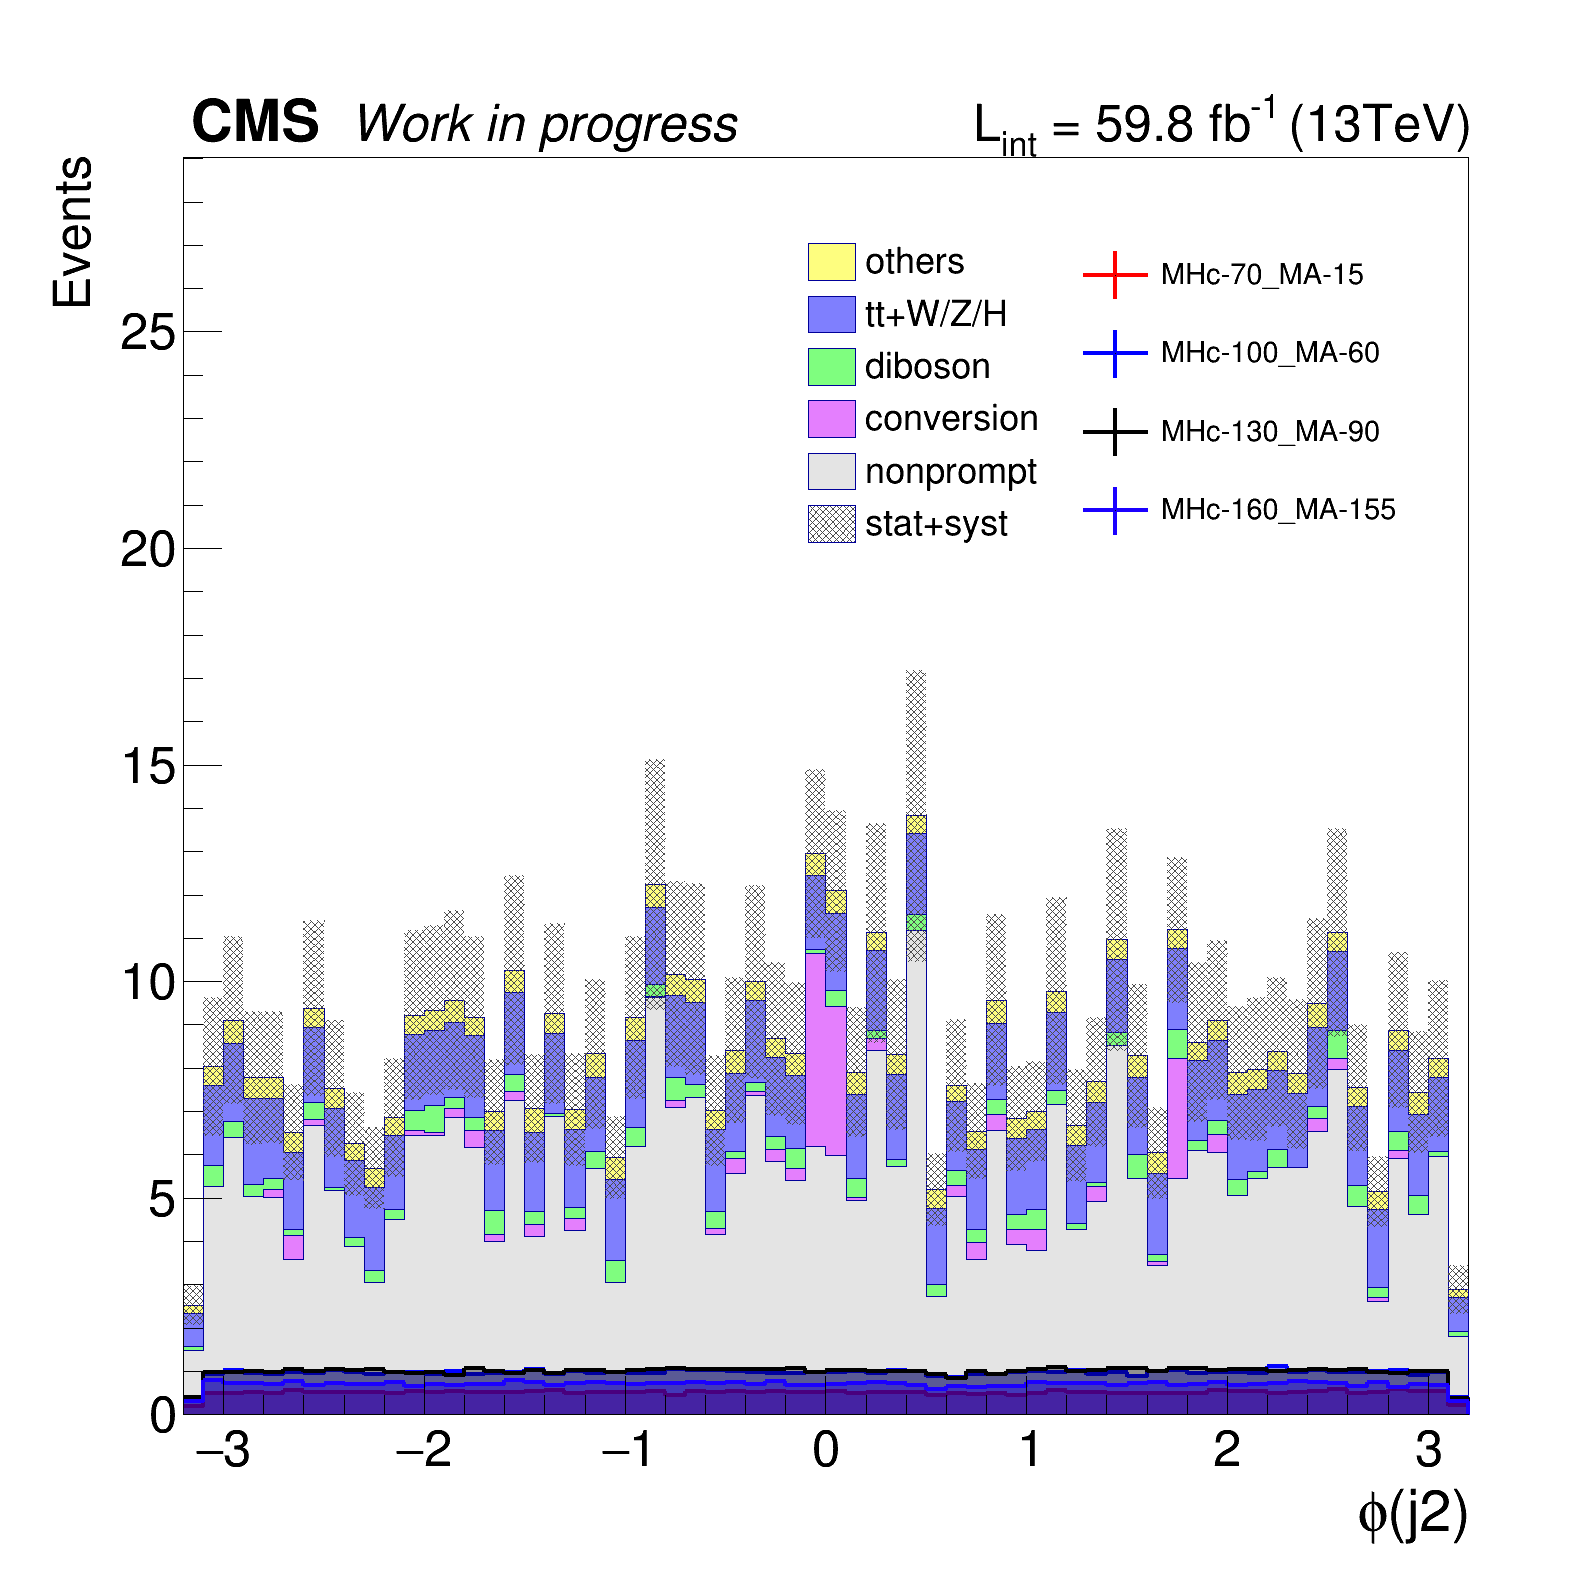 CMS Work in progress
L_int = 59.8 fb^-1 (13TeV)
Events
others
tt+W/Z/H
diboson
conversion
nonprompt
stat+syst
MHc-70_MA-15
MHc-100_MA-60
MHc-130_MA-90
MHc-160_MA-155
25
20
15
10
5
0
−3 −2 −1 0 1 2 3
ϕ(j2)